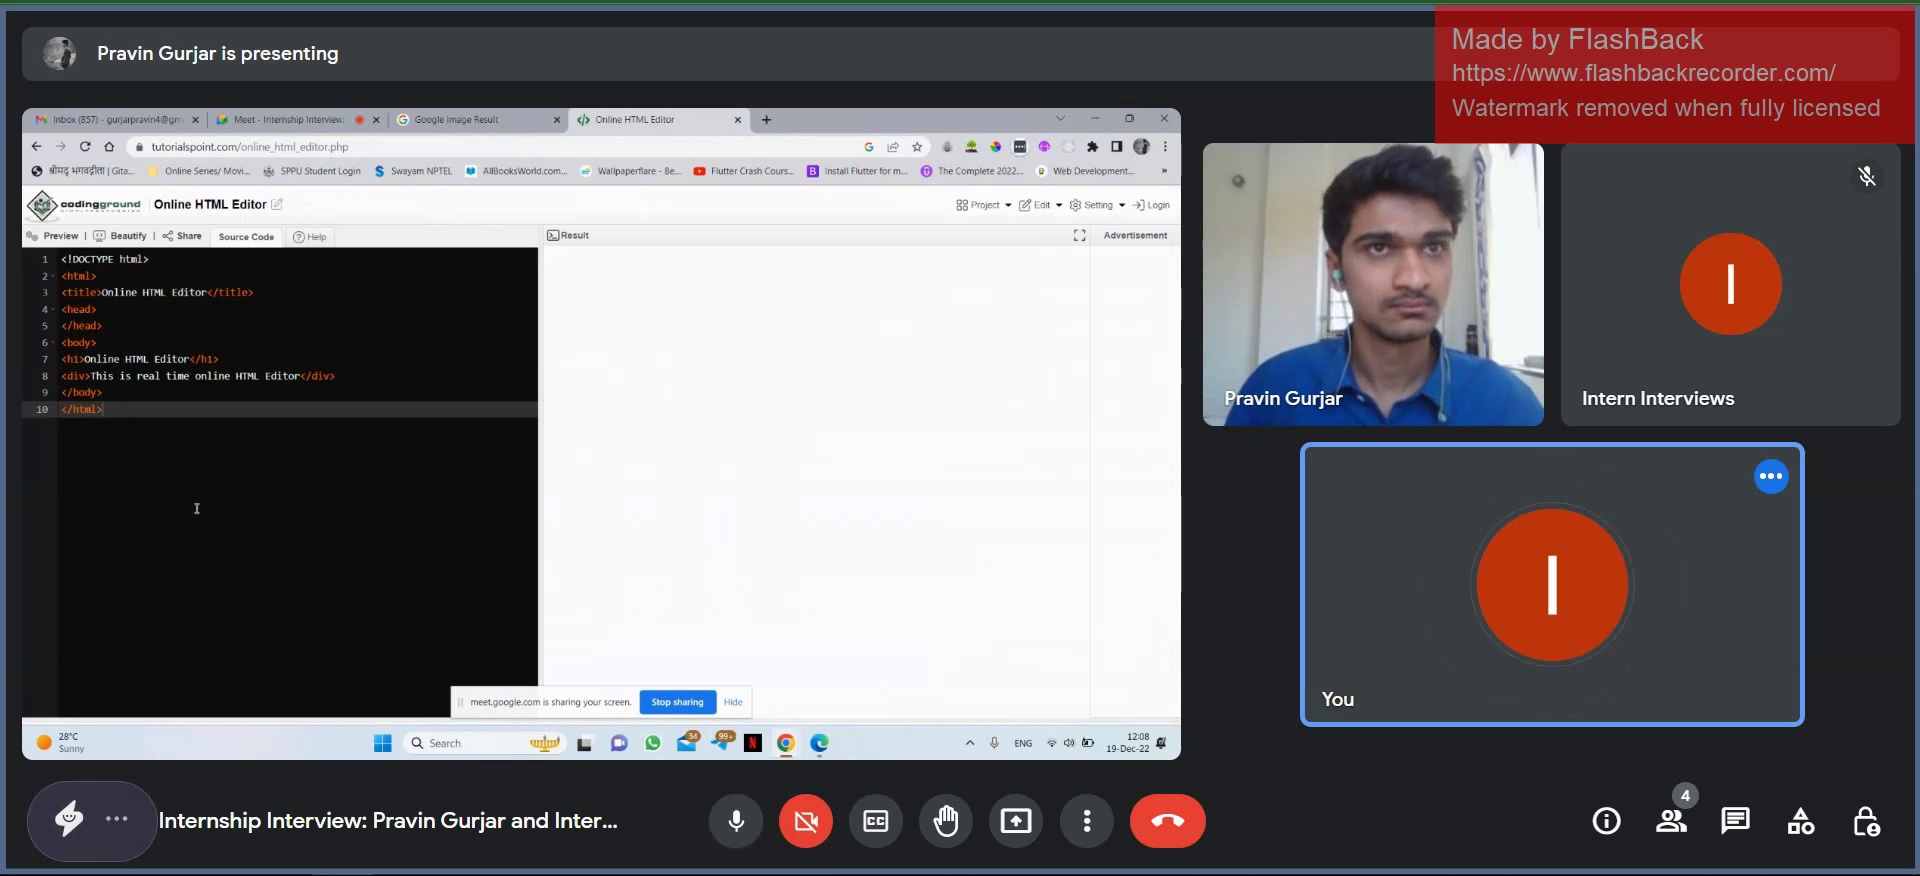 Pravin Gurjar is presenting
Made by FlashBack
https://www.flashbackrecorder.com/
Watermark removed when fully licensed
Inbox (857) - gurjarpravin4@gm
Meet - Internship Interview:
Google Image Result
Online HTML Editor
tutorialspoint.com/online_html_editor.php
श्रीमद् भगवद्गीता | Gita...
Online Series/ Movi...
SPPU Student Login
Swayam NPTEL
AllBooksWorld.com...
Wallpaperflare - Be...
Flutter Crash Cours...
Install Flutter for m...
The Complete 2022...
Web Development...
»
codingground
Online HTML Editor
Project
Edit
Setting
Login
Preview | Beautify | Share
Source Code
Help
Result
Advertisement
1 <!DOCTYPE html>
2 <html>
3 <title>Online HTML Editor</title>
4 <head>
5 </head>
6 <body>
7 <h1>Online HTML Editor</h1>
8 <div>This is real time online HTML Editor</div>
9 </body>
10 </html>
meet.google.com is sharing your screen.
Stop sharing
Hide
28°C
Sunny
Search
34
99+
N
ENG
12:08
19-Dec-22
Pravin Gurjar
I
Intern Interviews
I
You
Internship Interview: Pravin Gurjar and Inter...
4